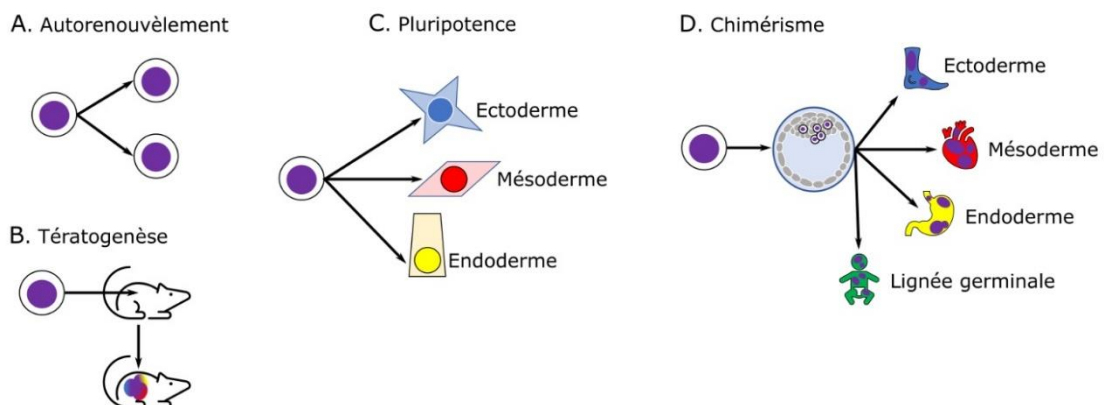 A. Autorenouvèlement
B. Tératogenèse
C. Pluripotence
Ectoderme
Mésoderme
Endoderme
D. Chimérisme
Ectoderme
Mésoderme
Endoderme
Lignée germinale